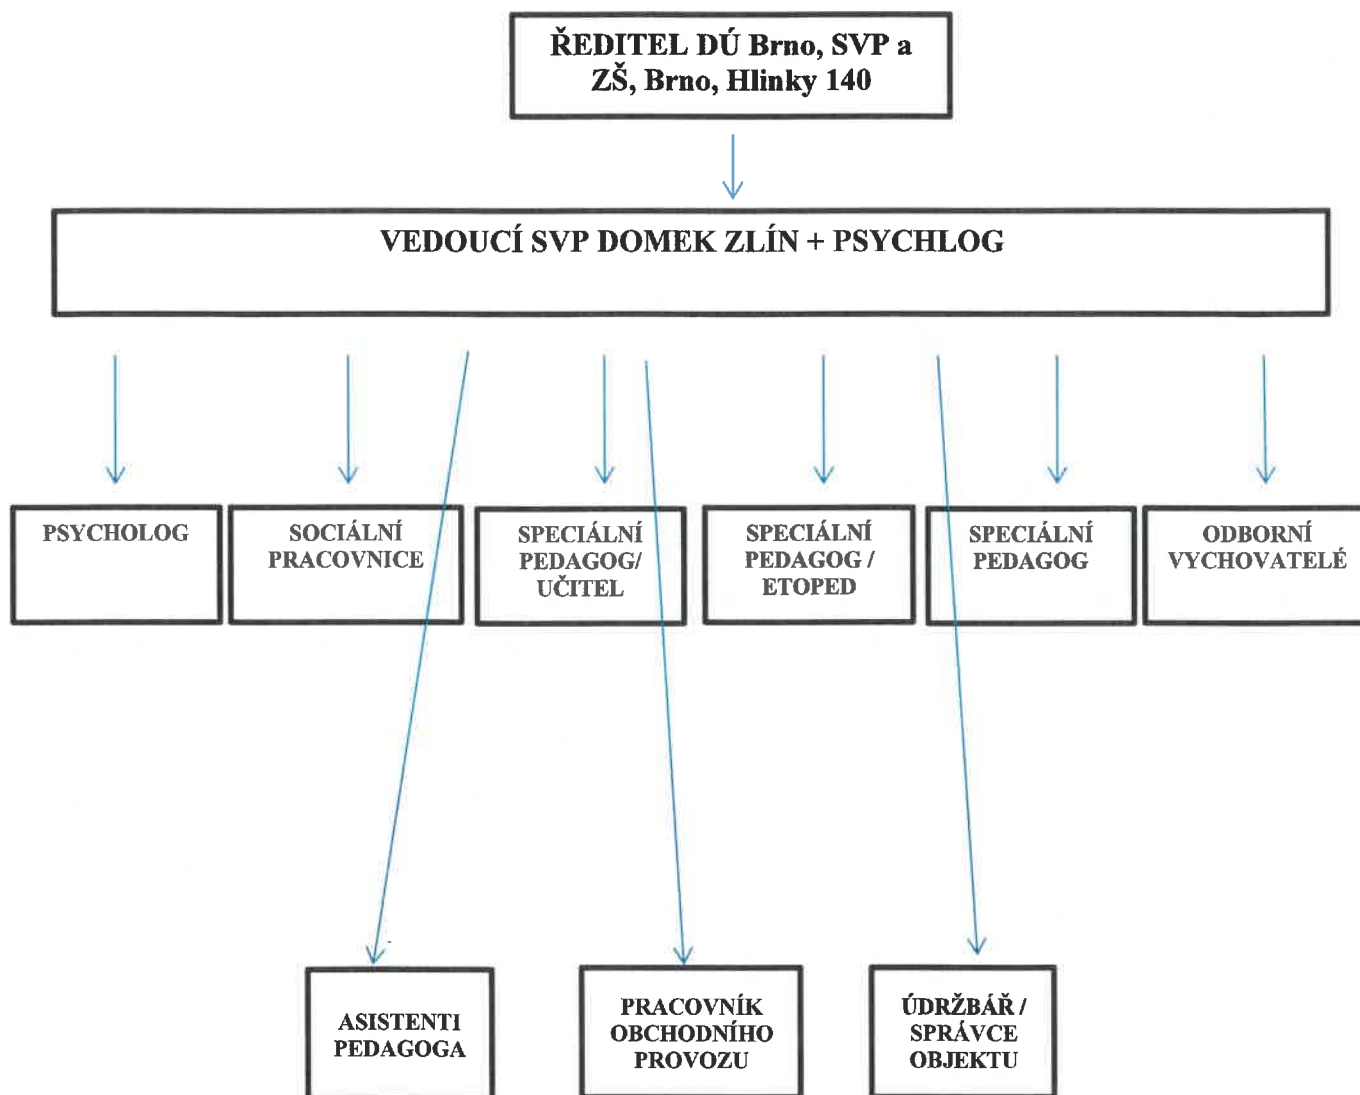 ŘEDITEL DÚ Brno, SVP a
ZŠ, Brno, Hlinky 140
VEDOUCÍ SVP DOMEK ZLÍN + PSYCHLOG
PSYCHOLOG
SOCIÁLNÍ
PRACOVNICE
SPECIÁLNÍ
PEDAGOG/
UČITEL
SPECIÁLNÍ
PEDAGOG /
ETOPED
SPECIÁLNÍ
PEDAGOG
ODBORNÍ
VYCHOVATELÉ
ASISTENTI
PEDAGOGA
PRACOVNÍK
OBCHODNÍHO
PROVOZU
ÚDRŽBÁŘ /
SPRÁVCE
OBJEKTU